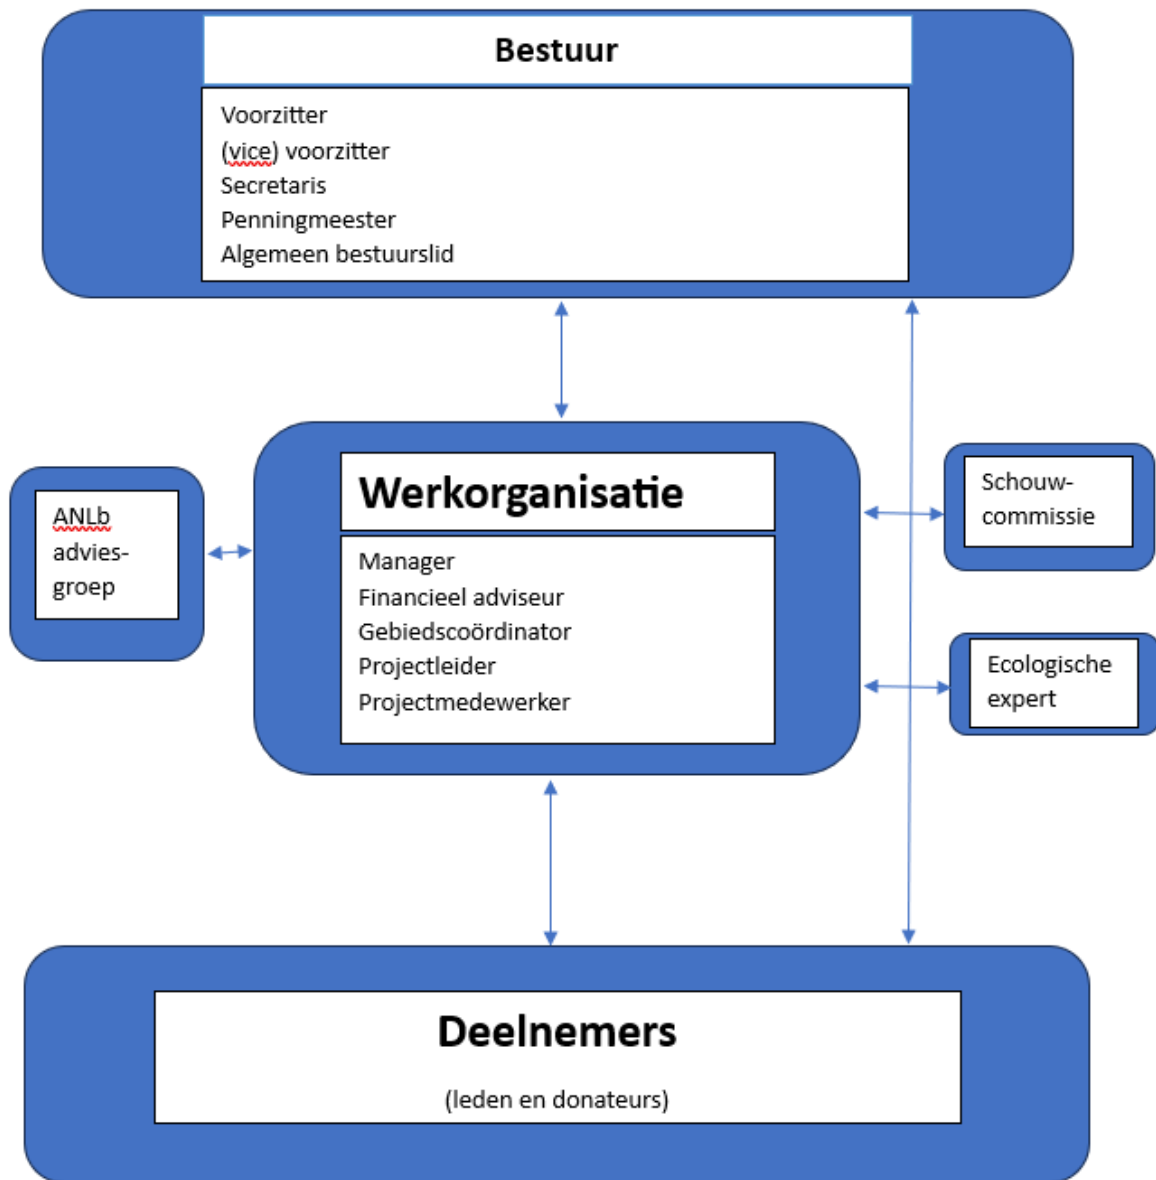 Bestuur
Voorzitter
(vice) voorzitter
Secretaris
Penningmeester
Algemeen bestuurslid
ANLb
advies-
groep
Werkorganisatie
Manager
Financieel adviseur
Gebiedscoördinator
Projectleider
Projectmedewerker
Schouw-
commissie
Ecologische
expert
Deelnemers
(leden en donateurs)